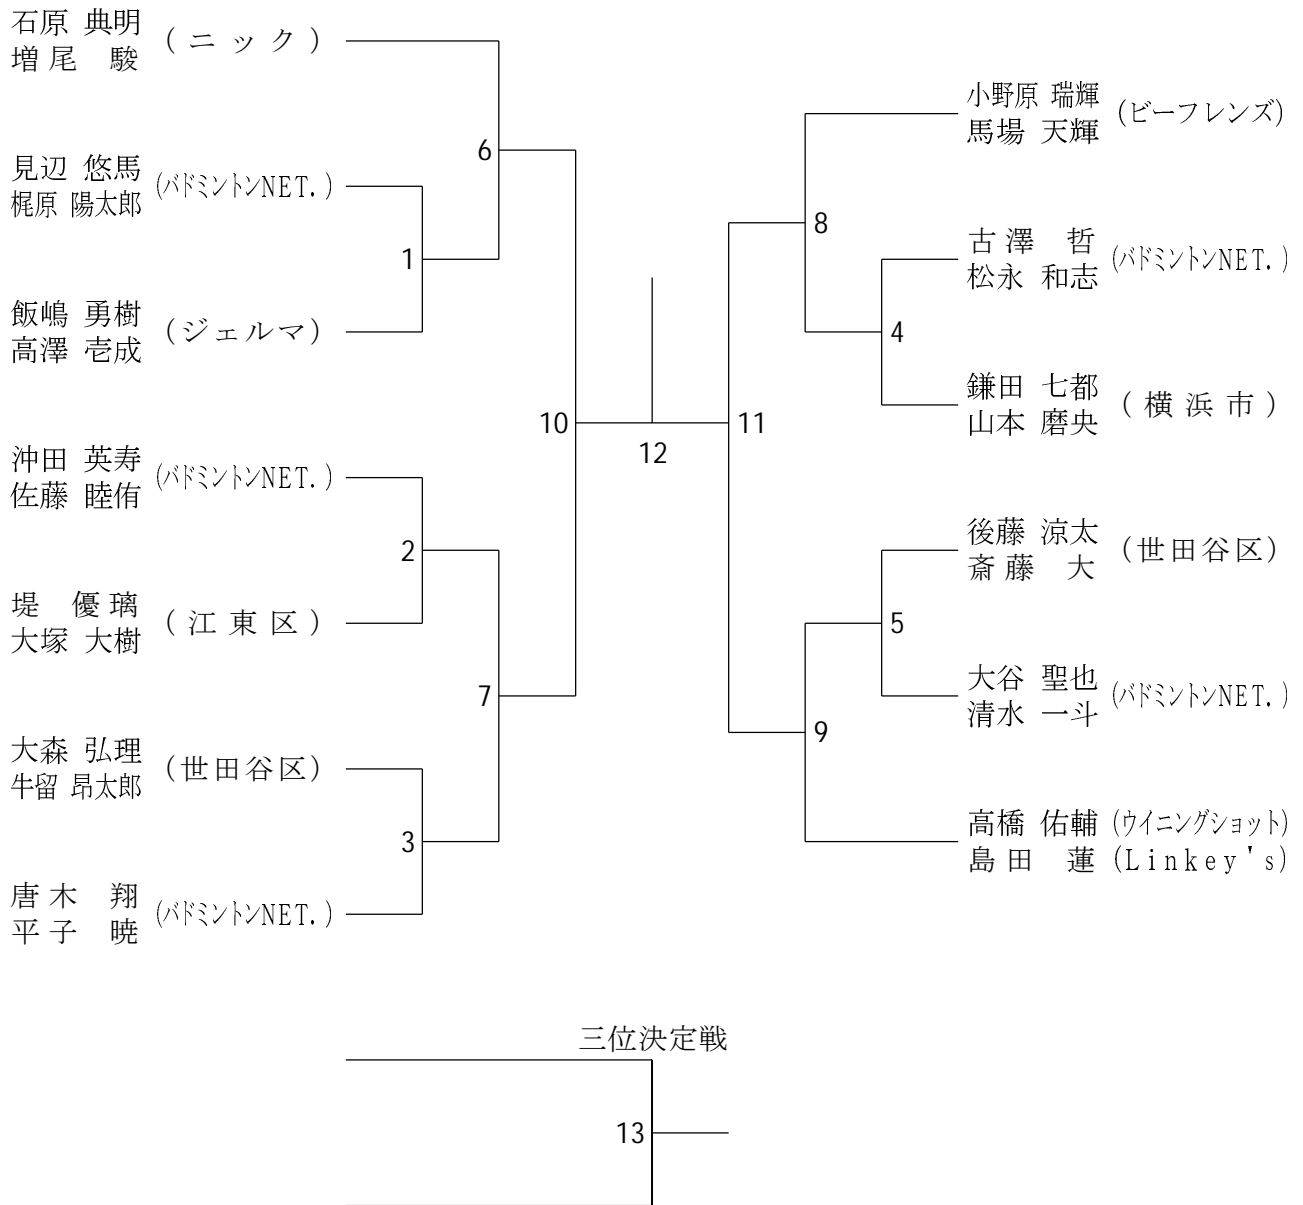 石原 典明
増尾 駿
(ニック)
見辺 悠馬
梶原 陽太郎
(バドミントンNET.)
飯嶋 勇樹
高澤 壱成
(ジェルマ)
沖田 英寿
佐藤 睦侑
(バドミントンNET.)
堤 優璃
大塚 大樹
(江東区)
大森 弘理
牛留 昂太郎
(世田谷区)
唐木 翔
平子 暁
(バドミントンNET.)
1
2
3
6
7
10
12
11
8
4
5
9
小野原 瑞輝
馬場 天輝
(ビーフレンズ)
古澤 哲
松永 和志
(バドミントンNET.)
鎌田 七都
山本 磨央
(横浜市)
後藤 涼太
斎藤 大
(世田谷区)
大谷 聖也
清水 一斗
(バドミントンNET.)
高橋 佑輔 (ウイニングショット)
島田 蓮 (Linkey's)
三位決定戦
13